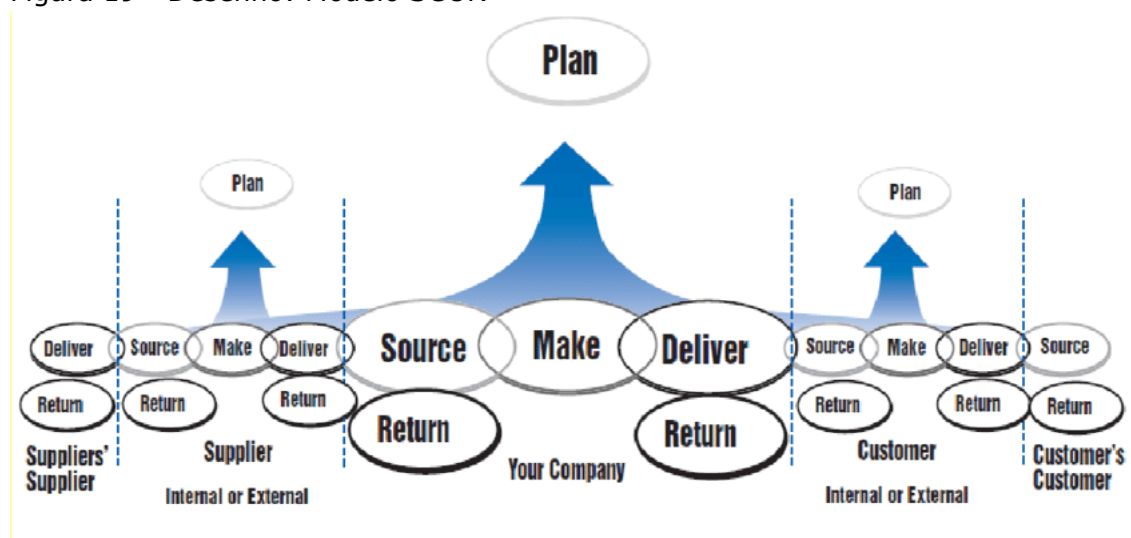 Plan
Plan
Plan
Deliver
Source
Make
Deliver
Source
Make
Deliver
Source
Make
Deliver
Source
Return
Return
Return
Return
Return
Return
Return
Return
Suppliers'
Supplier
Supplier
Internal or External
Your Company
Customer
Internal or External
Customer's
Customer